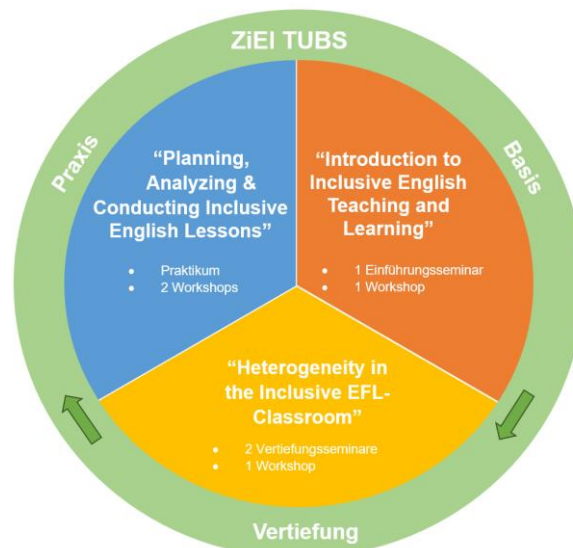 ZiEl TUBS
Praxis
Basis
“Planning,
Analyzing &
Conducting Inclusive
English Lessons”
• Praktikum
• 2 Workshops
“Introduction to
Inclusive English
Teaching and
Learning”
• 1 Einführungsseminar
• 1 Workshop
“Heterogeneity in
the Inclusive EFL-
Classroom”
• 2 Vertiefungsseminare
• 1 Workshop
Vertiefung